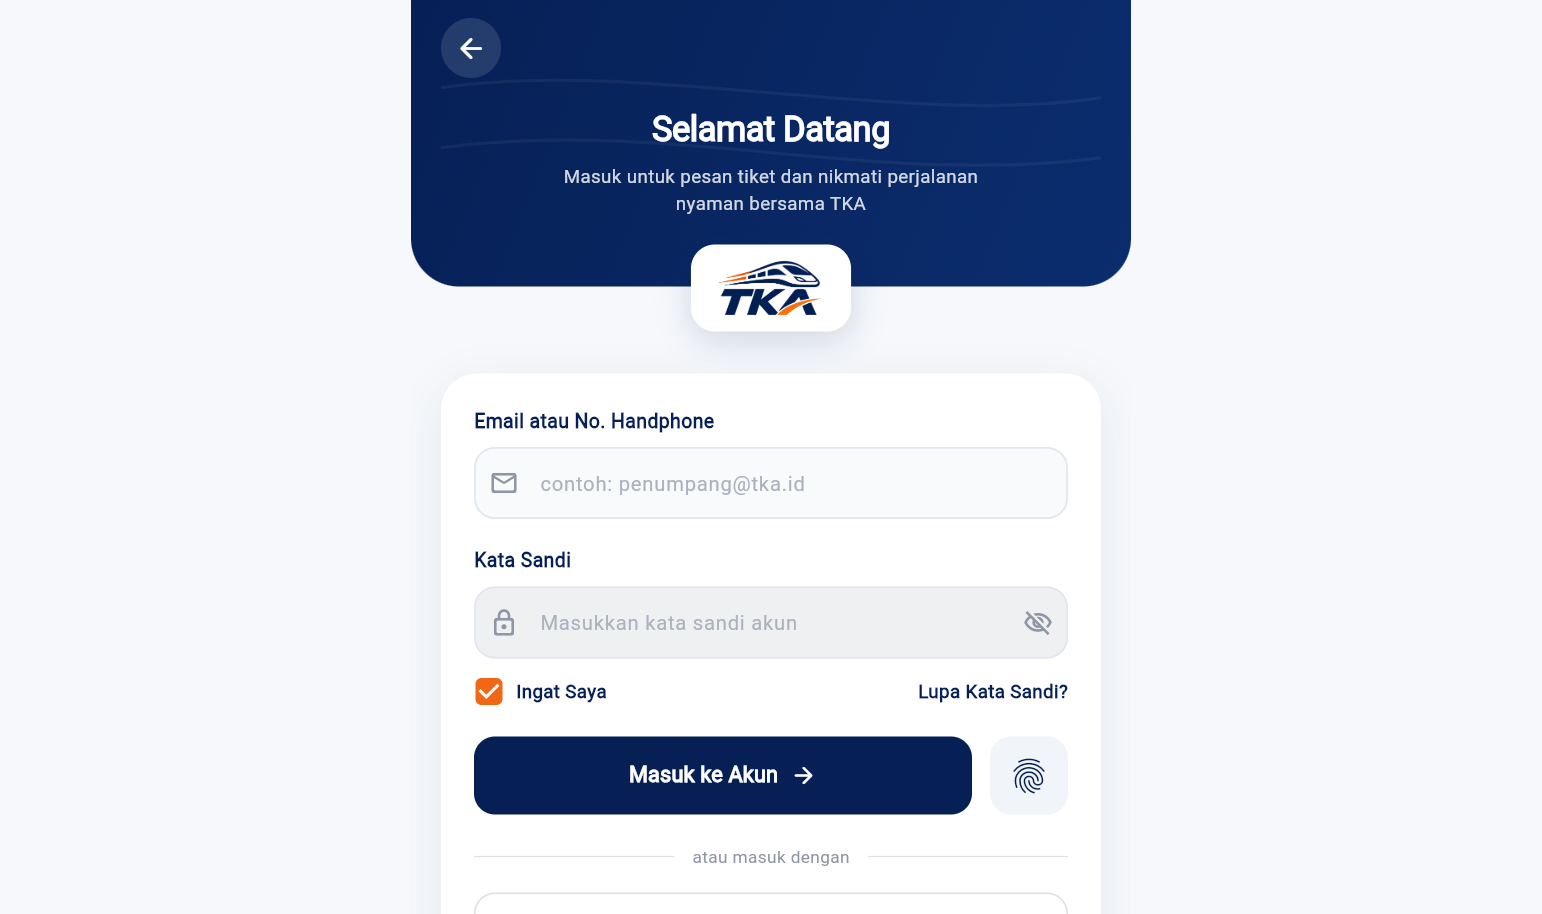 Selamat Datang
Masuk untuk pesan tiket dan nikmati perjalanan
nyaman bersama TKA
TKA
Email atau No. Handphone
contoh: penumpang@tka.id
Kata Sandi
Masukkan kata sandi akun
Ingat Saya
Lupa Kata Sandi?
Masuk ke Akun
atau masuk dengan